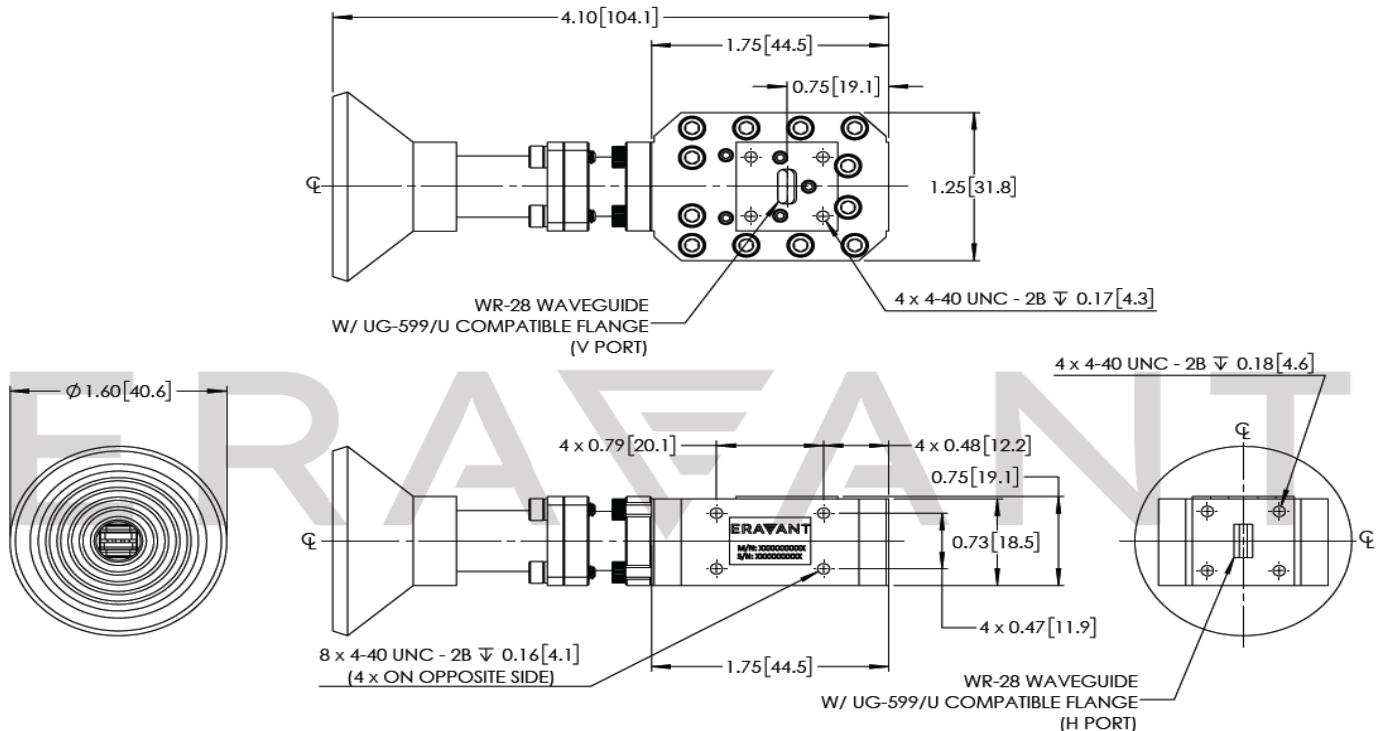 4.10[104.1]
1.75[44.5]
0.75[19.1]
1.25[31.8]
4 x 4-40 UNC - 2B ↧ 0.17[4.3]
WR-28 WAVEGUIDE
W/ UG-599/U COMPATIBLE FLANGE
(V PORT)
ERAVANT
4 x 4-40 UNC - 2B ↧ 0.18[4.6]
Ø1.60[40.6]
4 x 0.79[20.1]
4 x 0.48[12.2]
0.75[19.1]
ERAVANT
M/N: XXXXXXXXXX
S/N: XXXXXXXXXX
0.73[18.5]
4 x 0.47[11.9]
8 x 4-40 UNC - 2B ↧ 0.16[4.1]
(4 x ON OPPOSITE SIDE)
1.75[44.5]
WR-28 WAVEGUIDE
W/ UG-599/U COMPATIBLE FLANGE
(H PORT)